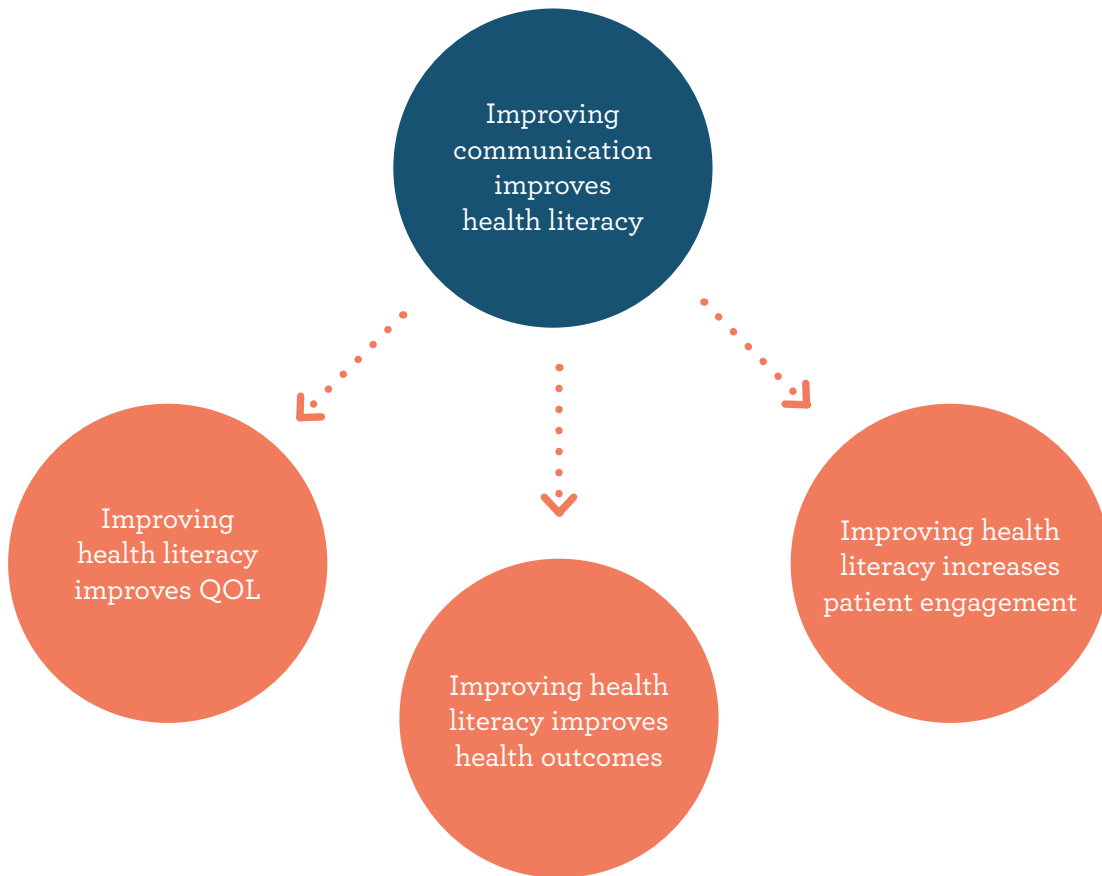 Improving
communication
improves
health literacy
Improving
health literacy
improves QOL
Improving health
literacy improves
health outcomes
Improving health
literacy increases
patient engagement